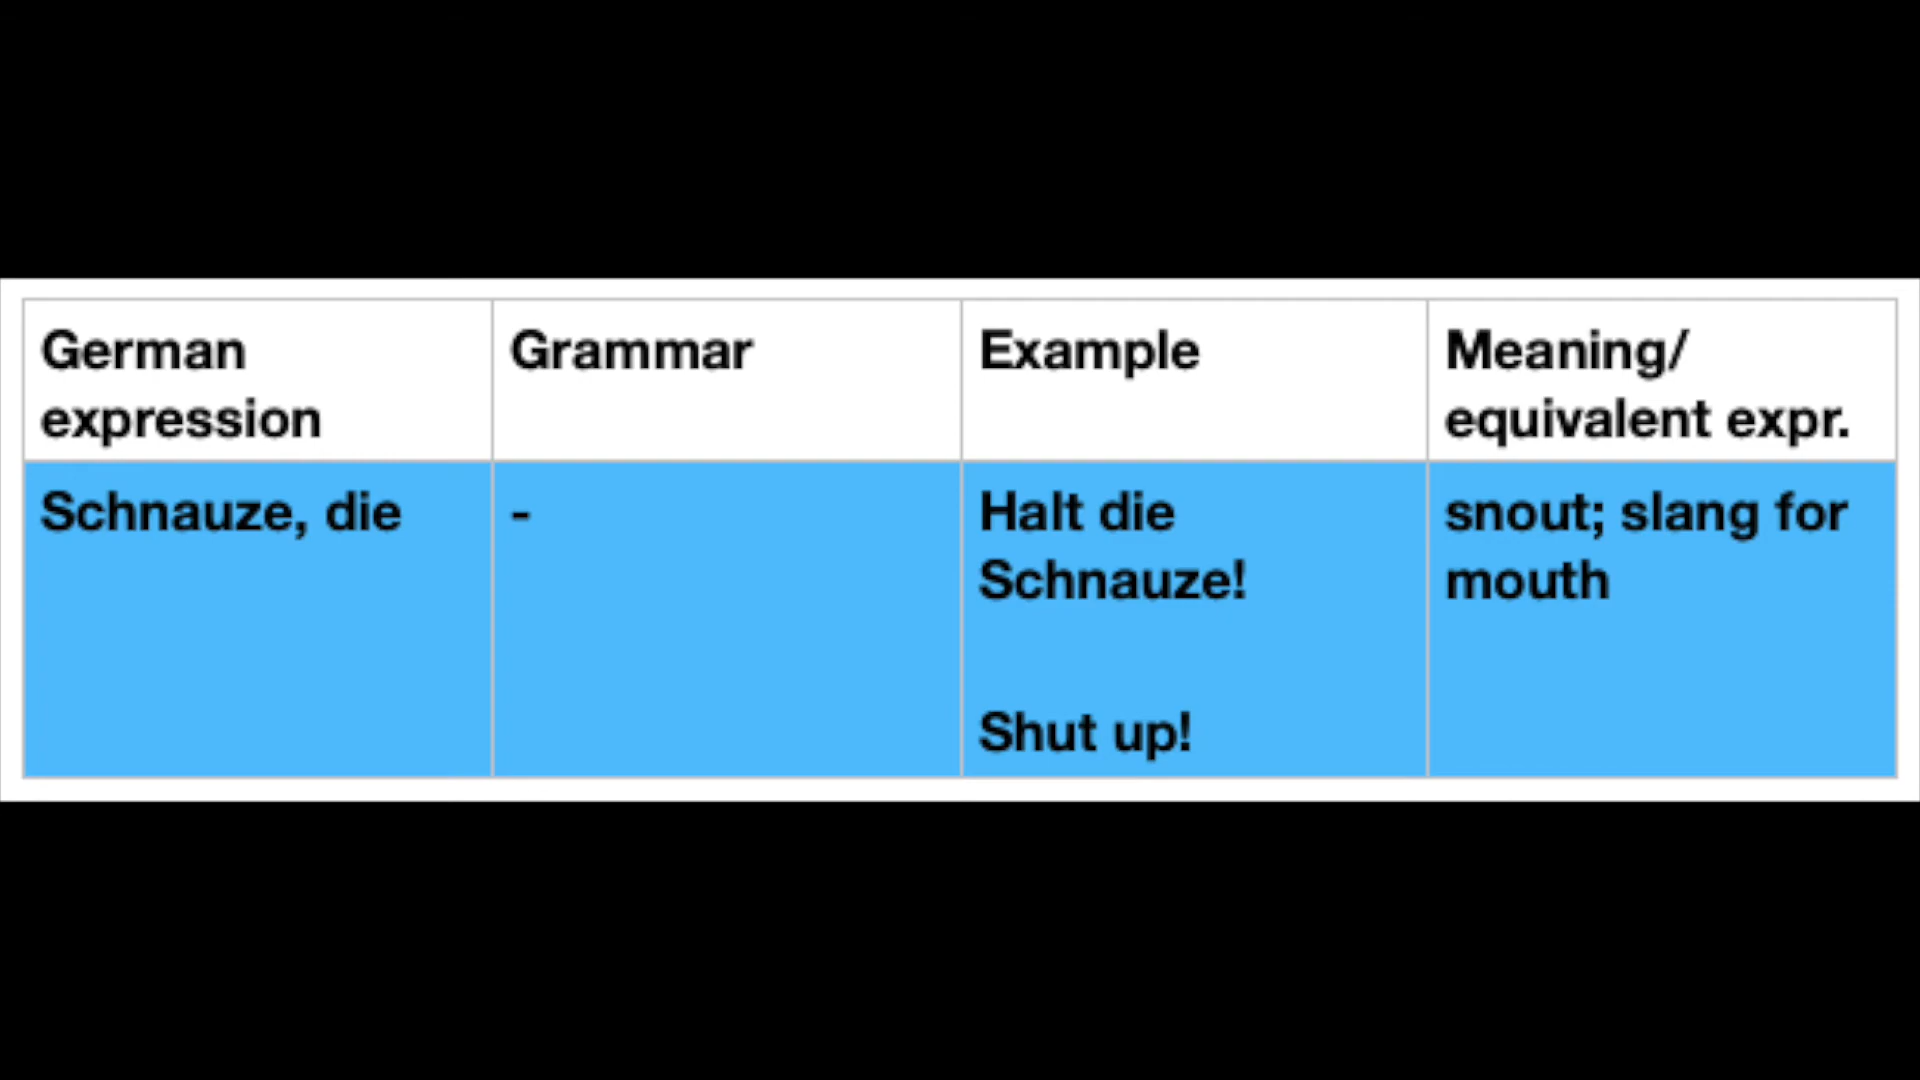 German
expression
Grammar
Example
Meaning/
equivalent expr.
Schnauze, die
-
Halt die
Schnauze!
Shut up!
snout; slang for
mouth